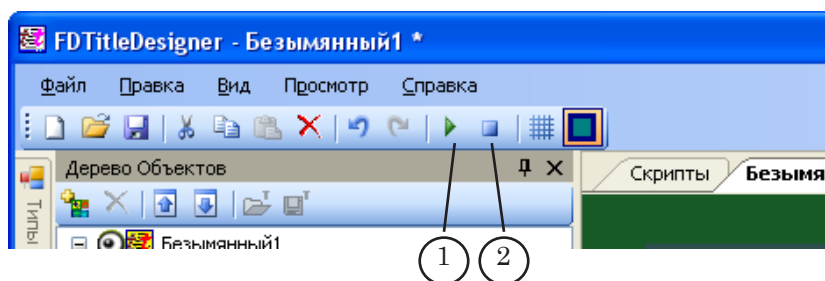 FDTitleDesigner - Безымянный1 *
Файл Правка Вид Просмотр Справка
Дерево Объектов
Скрипты Безымя
Типы
Безымянный1
1 2